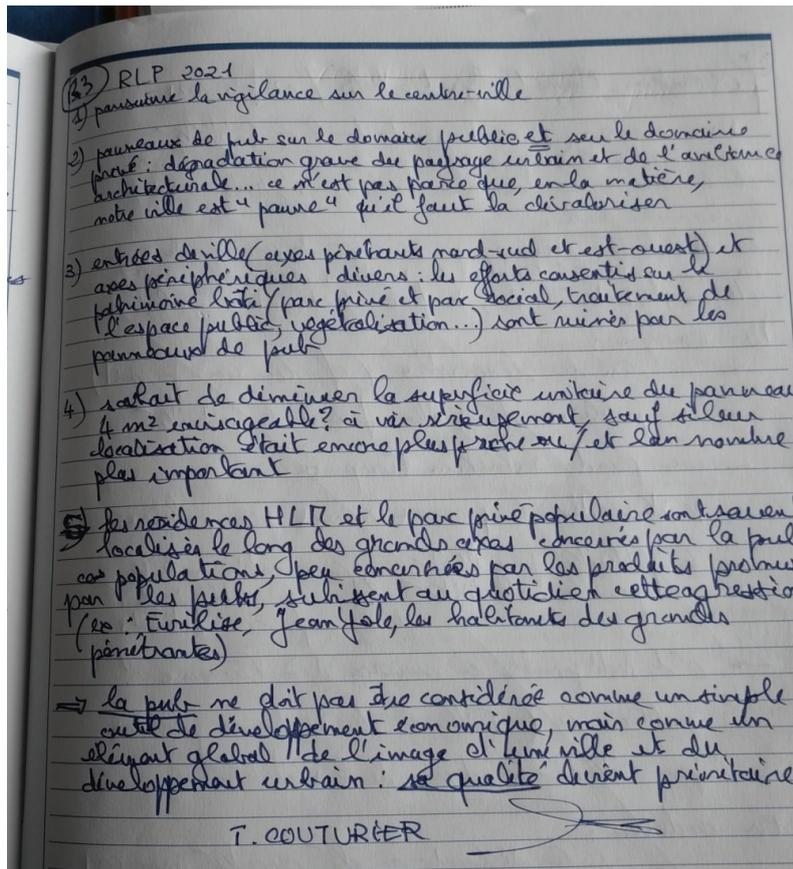 B3 RLP 2021
1) poursuivre la vigilance sur le centre-ville
2) panneaux de pub sur le domaine public et sur le domaine
privé : dégradation grave du paysage urbain et de l'
architecturale... ce n'est pas parce que, en la matière,
notre ville est "pauvre" qu'il faut la dévaloriser
3) entrées de ville (axes pénétrants nord-sud et est-ouest) et
axes périphériques divers : les efforts consentis sur le
patrimoine bâti (parc privé et parc social, traitement de
l'espace public, végétalisation...) sont ruinés par les
panneaux de pub
4) de diminuer la superficie unitaire du panneau
4 m2 envisageable ? à voir sérieusement, sauf si leur
localisation était encore plus proche ou/et leur nombre
plus important
5 les résidences HLM et le parc privé populaire sont souven
localisés le long des grands axes concernés par la pub
ces populations, peu concernées par les produits promus
par les pubs, subissent au quotidien cette agressio
(ex : Jean Yole, les habitants des grandes
pénétrantes)
⇒ la pub ne doit pas être considérée comme un simple
outil de développement économique, mais comme un
élément global de l'image d'une ville et du
développement urbain : sa qualité devient prioritaire
T. COUTURIER